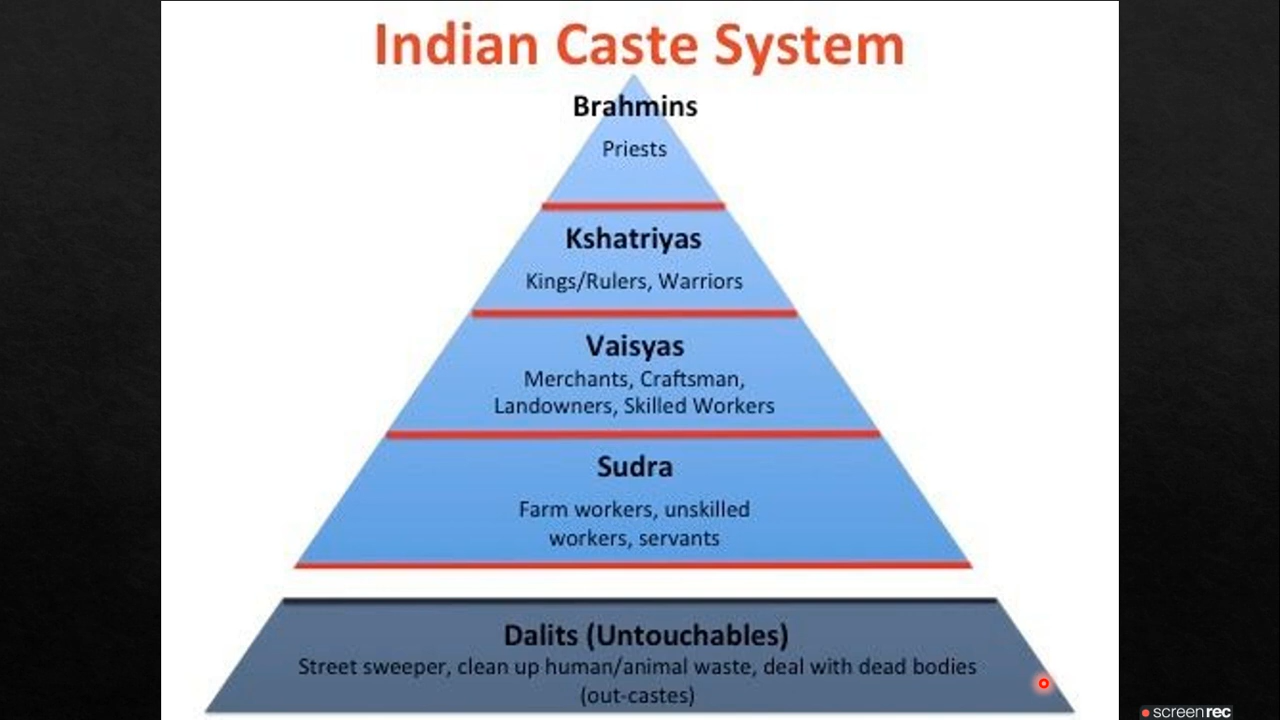 Indian Caste System
Brahmins
Priests
Kshatriyas
Kings/Rulers, Warriors
Vaisyas
Merchants, Craftsman,
Landowners, Skilled Workers
Sudra
Farm workers, unskilled
workers, servants
Dalits (Untouchables)
Street sweeper, clean up human/animal waste, deal with dead bodies
(out-castes)
screenrec